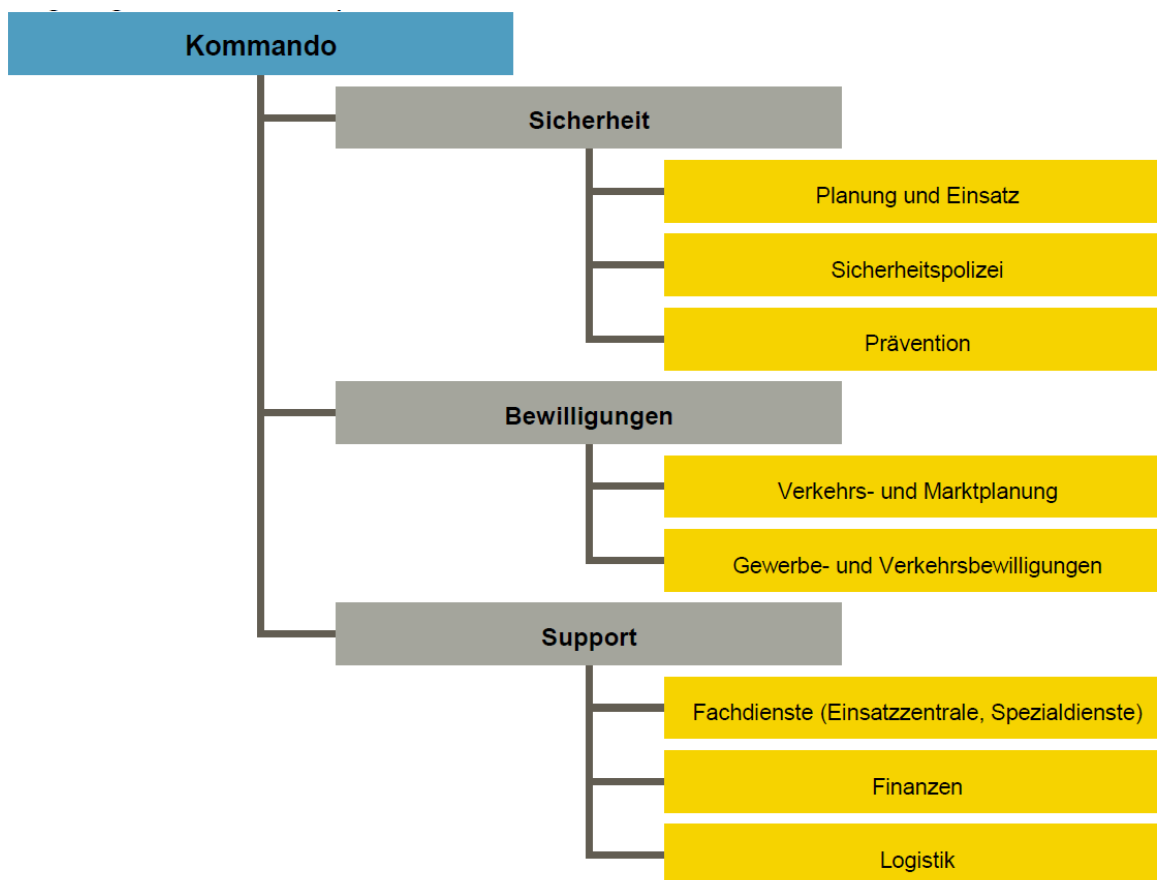 Kommando
Sicherheit
Planung und Einsatz
Sicherheitspolizei
Prävention
Bewilligungen
Verkehrs- und Marktplanung
Gewerbe- und Verkehrsbewilligungen
Support
Fachdienste (Einsatzzentrale, Spezialdienste)
Finanzen
Logistik